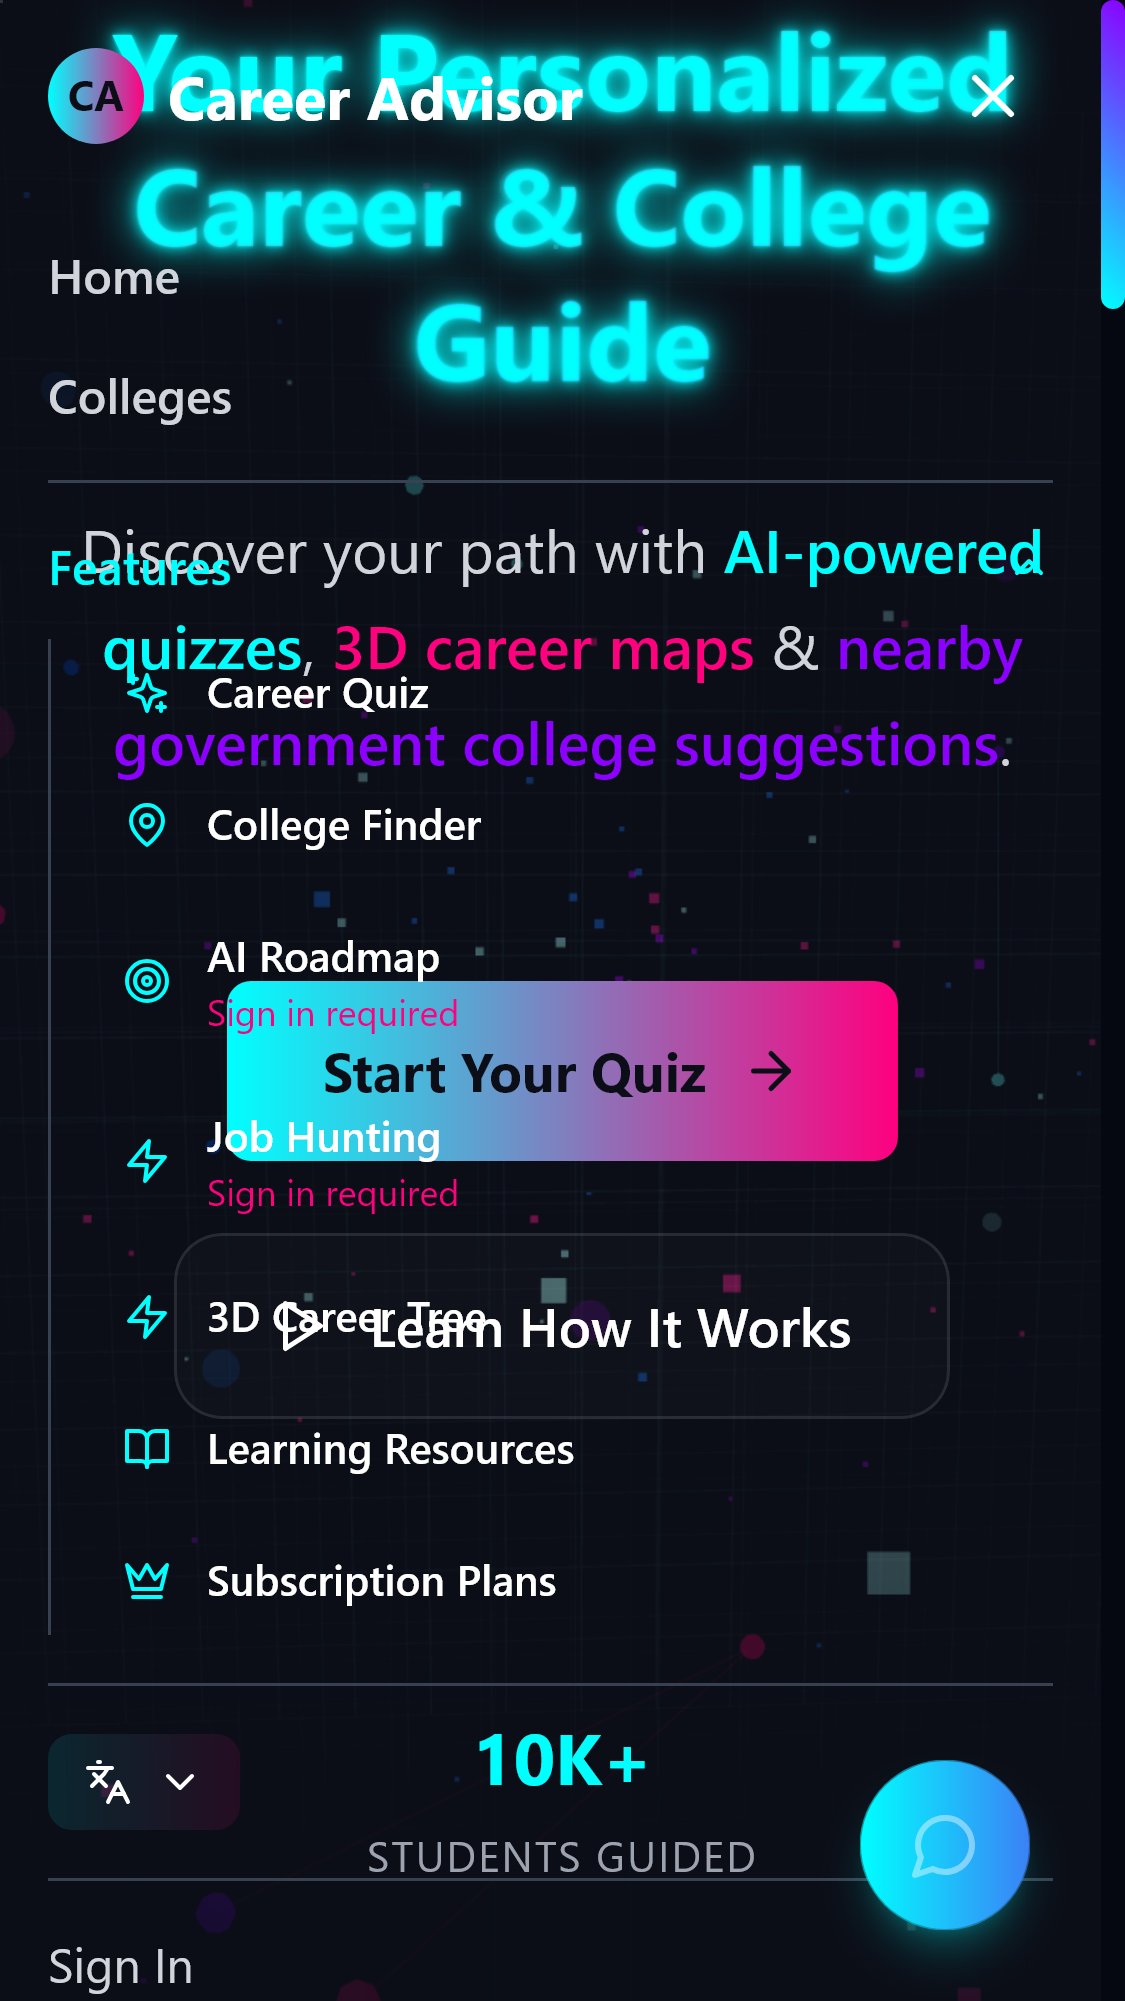 Your Personalized
CA Career Advisor
Career & College
Home
Guide
Colleges
Discover your path with AI-powered
Features
quizzes, 3D career maps & nearby
Career Quiz
government college suggestions.
College Finder
AI Roadmap
Sign in required
Start Your Quiz
Job Hunting
Sign in required
3D Career Tree
Learn How It Works
Learning Resources
Subscription Plans
10K+
STUDENTS GUIDED
Sign In